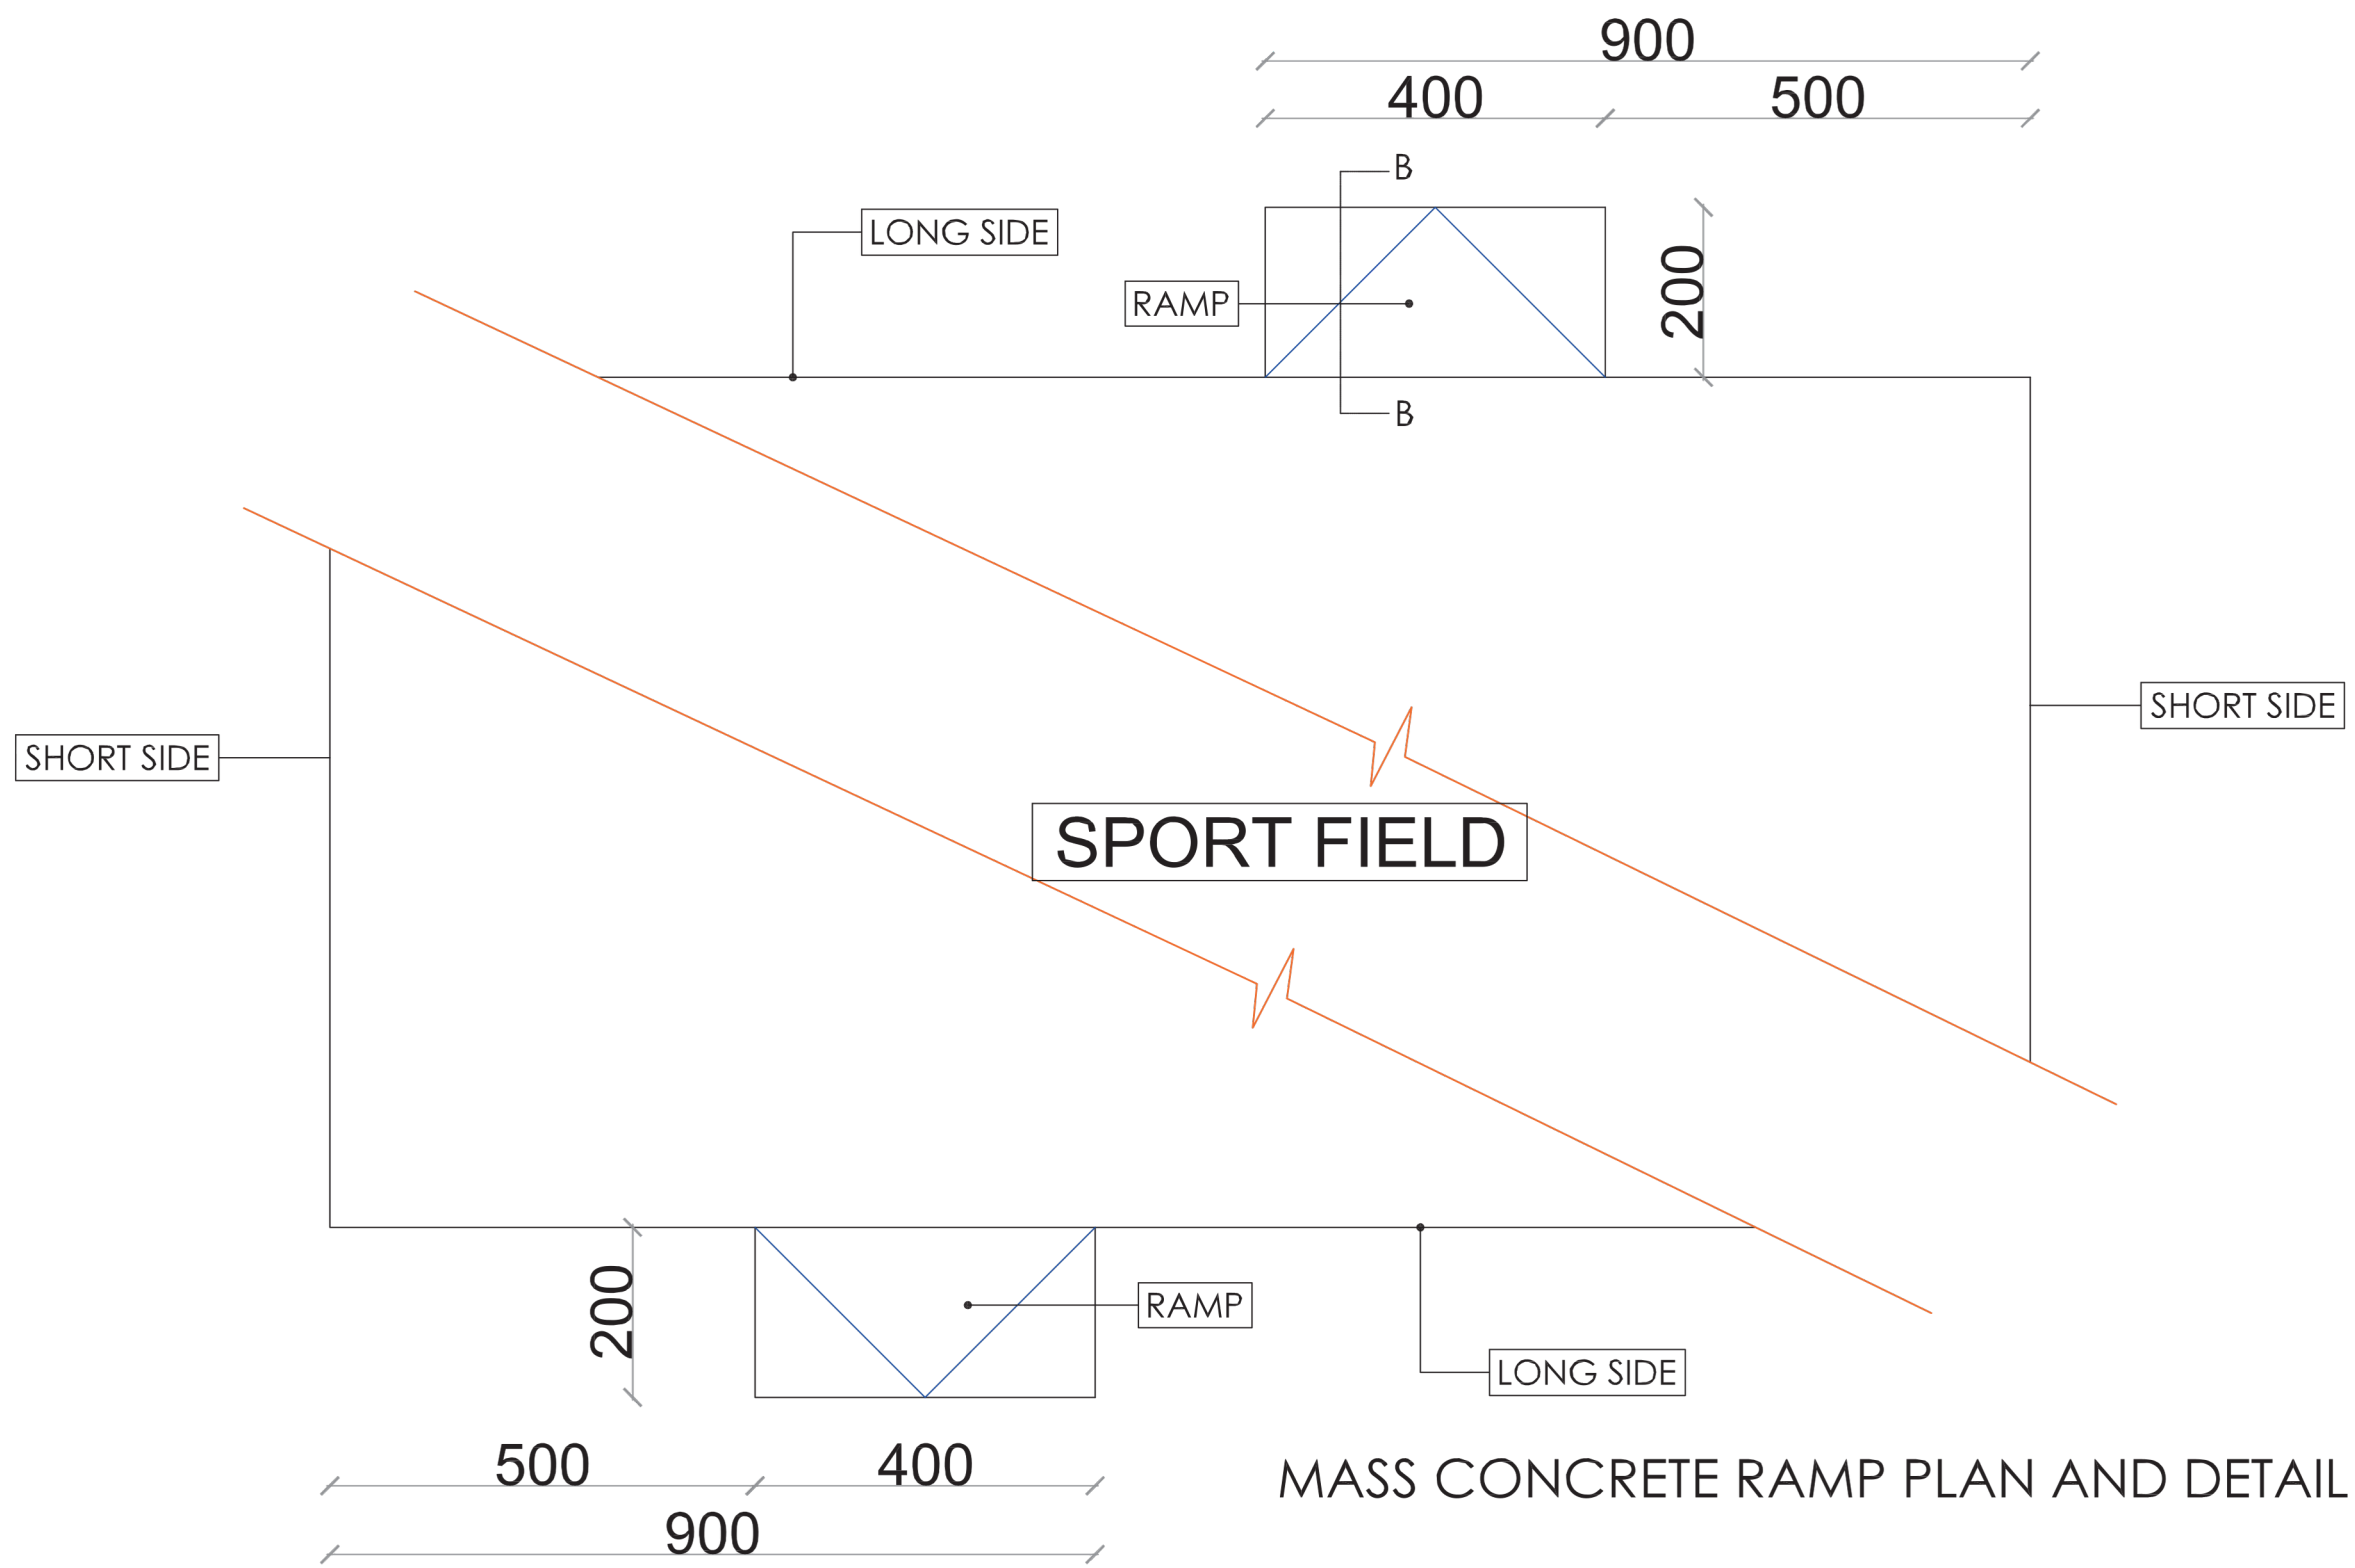 900
400 500
B
LONG SIDE
RAMP
200
B
SHORT SIDE
SHORT SIDE
SPORT FIELD
200
RAMP
LONG SIDE
500 400
MASS CONCRETE RAMP PLAN AND DETAIL
900